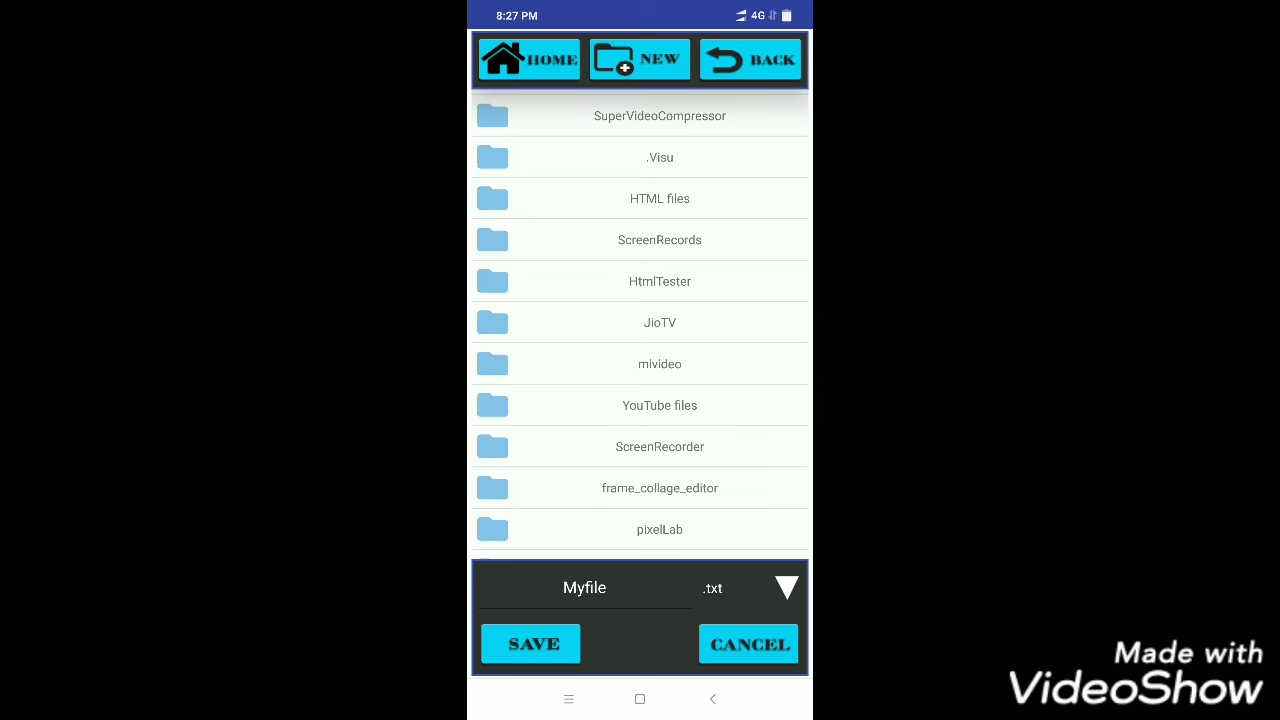 8:27 PM
4G
HOME
NEW
BACK
SuperVideoCompressor
.Visu
HTML files
ScreenRecords
HtmlTester
JioTV
mivideo
YouTube files
ScreenRecorder
frame_collage_editor
pixelLab
Myfile
.txt
SAVE
CANCEL
Made with
VideoShow